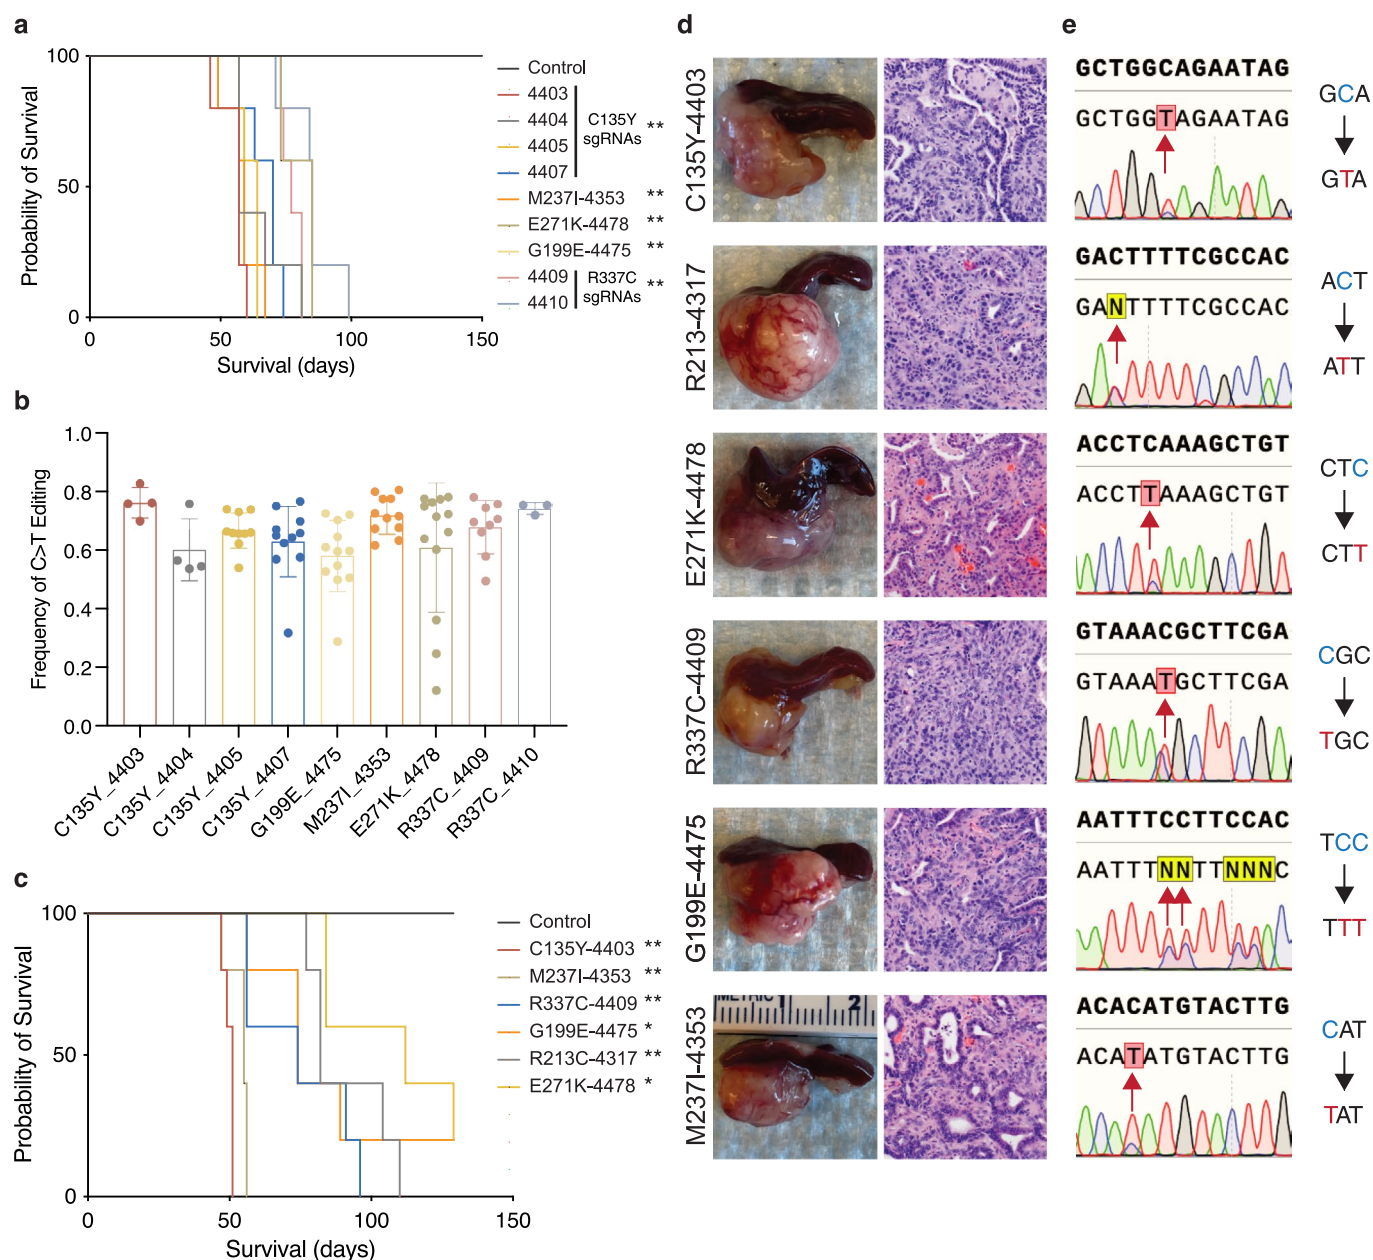 a
100
50
0
0
50
100
150
Probability of Survival
Survival (days)
Control
4403
4404
4405
4407
C135Y
sgRNAs
**
M237I-4353 **
E271K-4478 **
G199E-4475 **
4409
4410
R337C
sgRNAs
**
b
1.0
0.8
0.6
0.4
0.2
0.0
Frequency of C>T Editing
C135Y_4403
C135Y_4404
C135Y_4405
C135Y_4407
G199E_4475
M237I_4353
E271K_4478
R337C_4409
R337C_4410
c
100
50
0
0
50
100
150
Probability of Survival
Survival (days)
Control
C135Y-4403 **
M237I-4353 **
R337C-4409 **
G199E-4475 *
R213C-4317 **
E271K-4478 *
d
C135Y-4403
R213-4317
E271K-4478
R337C-4409
G199E-4475
M237I-4353
METRIC 1
2
e
GCTGGCAGAATAG
GCTGGTAGAATAG
GCA
GTA
GACTTTTCGCCAC
GANTTTTCGCCAC
ACT
ATT
ACCTCAAAGCTGT
ACCTTAAAGCTGT
CTC
CTT
GTAAACGCTTCGA
GTAAATGCTTCGA
CGC
TGC
AATTTCCTTCCAC
AATTTNNTTNNNC
TCC
TTT
ACACATGTACTTG
ACATATGTACTTG
CAT
TAT